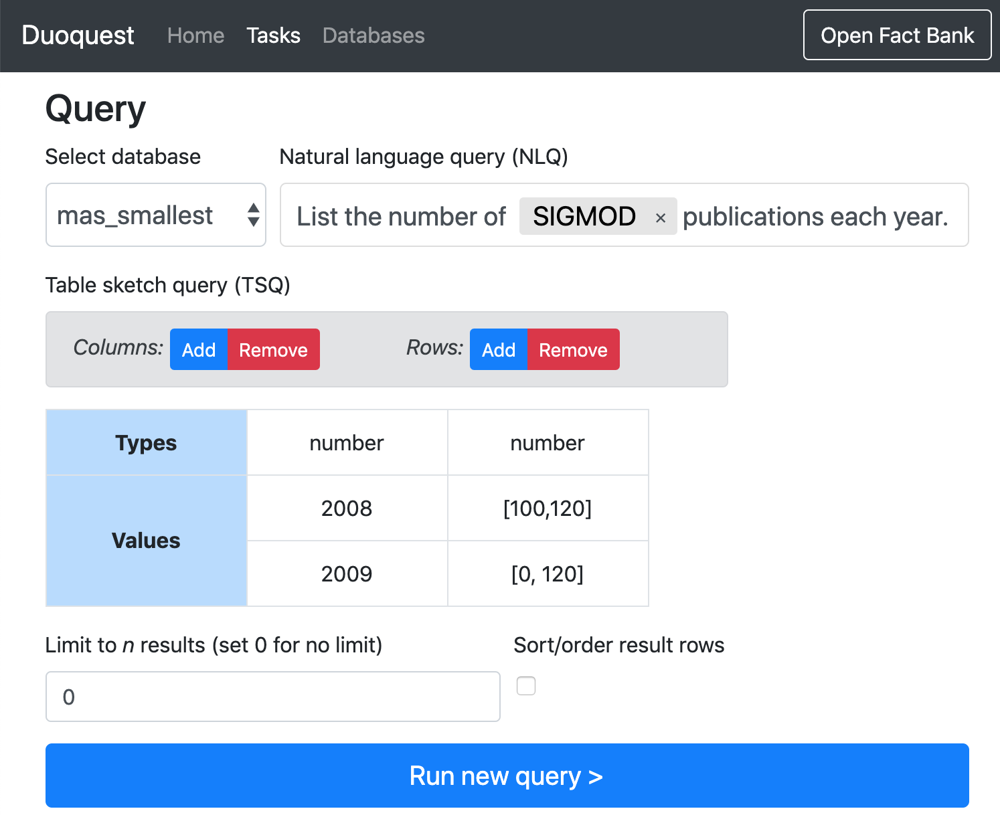 Duoquest Home Tasks Databases Open Fact Bank
Query
Select database Natural language query (NLQ)
mas_smallest List the number of SIGMOD × publications each year.
Table sketch query (TSQ)
Columns: Add Remove Rows: Add Remove
Types number number
Values 2008 [100,120]
2009 [0, 120]
Limit to n results (set 0 for no limit) Sort/order result rows
0
Run new query >